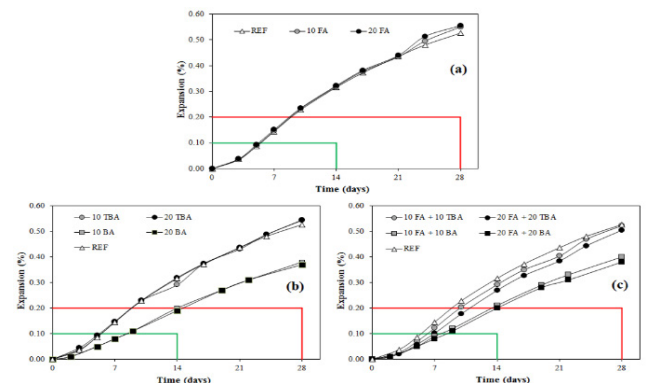 0.60
0.50
0.40
0.30
0.20
0.10
0.00
Expansion (%)
REF 10 FA 20 FA
(a)
0 7 14 21 28
Time (days)
0.60
0.50
0.40
0.30
0.20
0.10
0.00
Expansion (%)
10 TBA 20 TBA
10 BA 20 BA
REF
(b)
0 7 14 21 28
Time (days)
0.60
0.50
0.40
0.30
0.20
0.10
0.00
Expansion (%)
10 FA + 10 TBA 20 FA + 20 TBA
10 FA + 10 BA 20 FA + 20 BA
REF
(c)
0 7 14 21 28
Time (days)